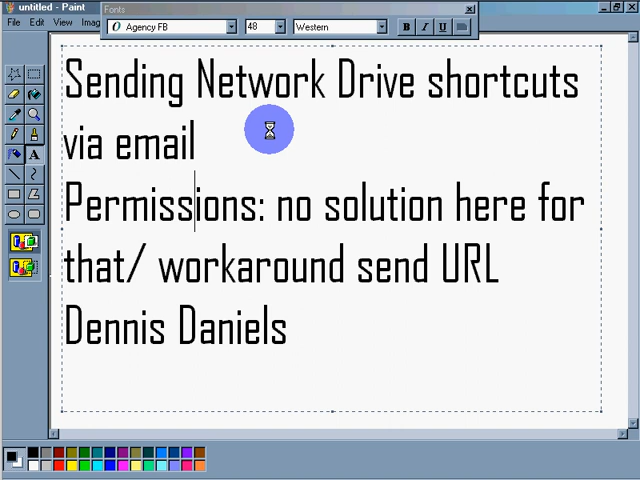 untitled - Paint
Fonts
File Edit View
Agency FB
48
Western
B I U
A
Sending Network Drive shortcuts
via email
Permissions: no solution here for
that/ workaround send URL
Dennis Daniels